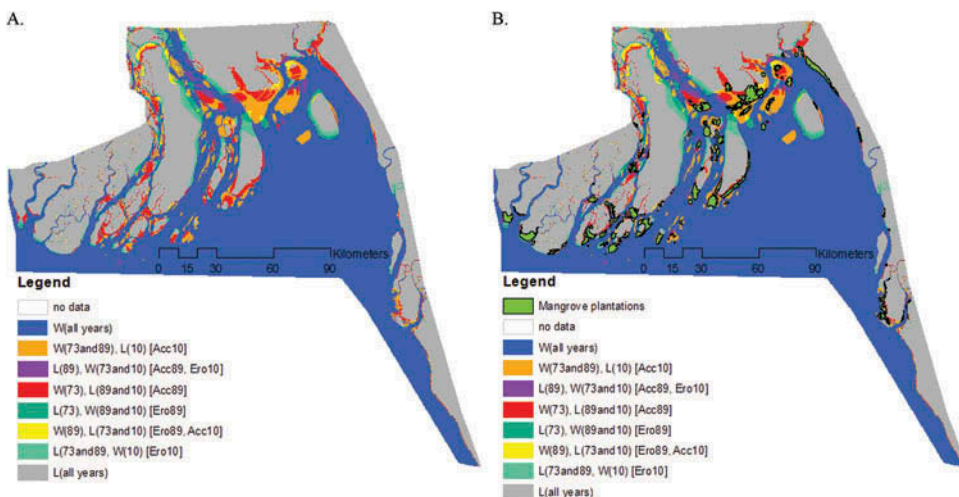 A.
Kilometers
0 15 30 60 90
Legend
no data
W(all years)
W(73and89), L(10) [Acc10]
L(89), W(73and10) [Acc89, Ero10]
W(73), L(89and10) [Acc89]
L(73), W(89and10) [Ero89]
W(89), L(73and10) [Ero89, Acc10]
L(73and89, W(10) [Ero10]
L(all years)
B.
Kilometers
0 15 30 60 90
Legend
Mangrove plantations
no data
W(all years)
W(73and89), L(10) [Acc10]
L(89), W(73and10) [Acc89, Ero10]
W(73), L(89and10) [Acc89]
L(73), W(89and10) [Ero89]
W(89), L(73and10) [Ero89, Acc10]
L(73and89, W(10) [Ero10]
L(all years)